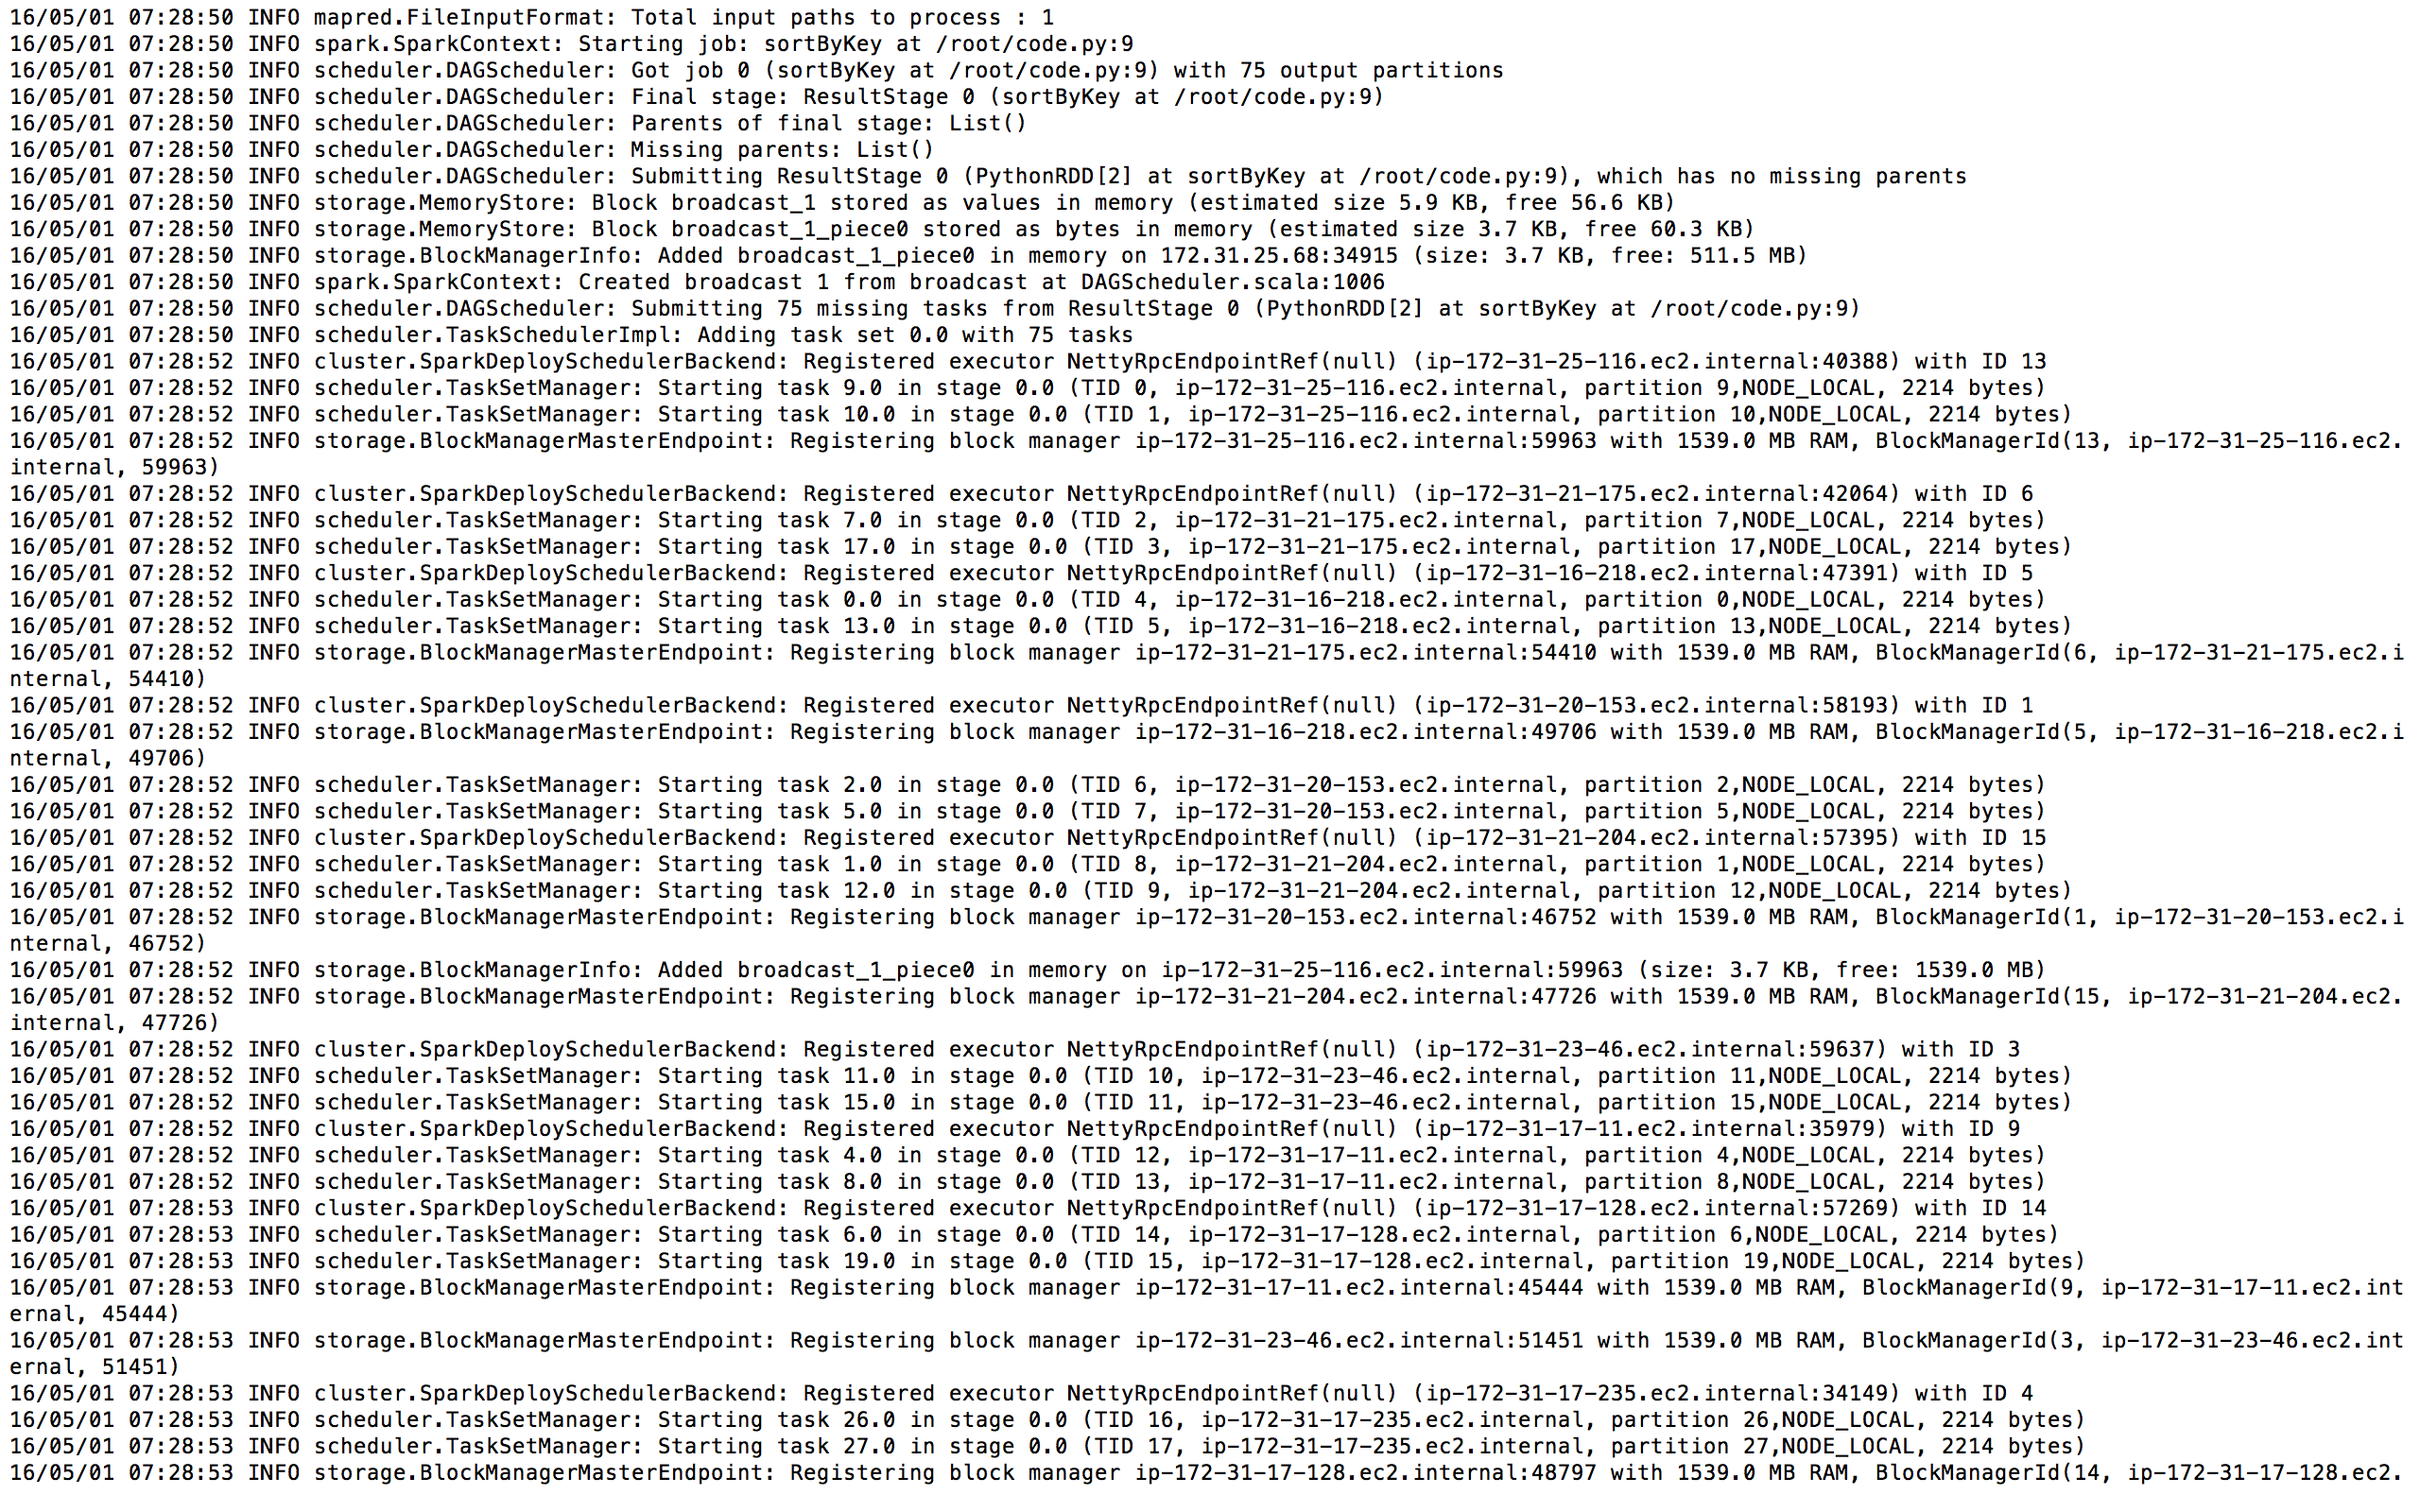 16/05/01 07:28:50 INFO mapred.FileInputFormat: Total input paths to process : 1
16/05/01 07:28:50 INFO spark.SparkContext: Starting job: sortByKey at /root/code.py:9
16/05/01 07:28:50 INFO scheduler.DAGScheduler: Got job 0 (sortByKey at /root/code.py:9) with 75 output partitions
16/05/01 07:28:50 INFO scheduler.DAGScheduler: Final stage: ResultStage 0 (sortByKey at /root/code.py:9)
16/05/01 07:28:50 INFO scheduler.DAGScheduler: Parents of final stage: List()
16/05/01 07:28:50 INFO scheduler.DAGScheduler: Missing parents: List()
16/05/01 07:28:50 INFO scheduler.DAGScheduler: Submitting ResultStage 0 (PythonRDD[2] at sortByKey at /root/code.py:9), which has no missing parents
16/05/01 07:28:50 INFO storage.MemoryStore: Block broadcast_1 stored as values in memory (estimated size 5.9 KB, free 56.6 KB)
16/05/01 07:28:50 INFO storage.MemoryStore: Block broadcast_1_piece0 stored as bytes in memory (estimated size 3.7 KB, free 60.3 KB)
16/05/01 07:28:50 INFO storage.BlockManagerInfo: Added broadcast_1_piece0 in memory on 172.31.25.68:34915 (size: 3.7 KB, free: 511.5 MB)
16/05/01 07:28:50 INFO spark.SparkContext: Created broadcast 1 from broadcast at DAGScheduler.scala:1006
16/05/01 07:28:50 INFO scheduler.DAGScheduler: Submitting 75 missing tasks from ResultStage 0 (PythonRDD[2] at sortByKey at /root/code.py:9)
16/05/01 07:28:50 INFO scheduler.TaskSchedulerImpl: Adding task set 0.0 with 75 tasks
16/05/01 07:28:52 INFO cluster.SparkDeploySchedulerBackend: Registered executor NettyRpcEndpointRef(null) (ip-172-31-25-116.ec2.internal:40388) with ID 13
16/05/01 07:28:52 INFO scheduler.TaskSetManager: Starting task 9.0 in stage 0.0 (TID 0, ip-172-31-25-116.ec2.internal, partition 9,NODE_LOCAL, 2214 bytes)
16/05/01 07:28:52 INFO scheduler.TaskSetManager: Starting task 10.0 in stage 0.0 (TID 1, ip-172-31-25-116.ec2.internal, partition 10,NODE_LOCAL, 2214 bytes)
16/05/01 07:28:52 INFO storage.BlockManagerMasterEndpoint: Registering block manager ip-172-31-25-116.ec2.internal:59963 with 1539.0 MB RAM, BlockManagerId(13, ip-172-31-25-116.ec2.
internal, 59963)
16/05/01 07:28:52 INFO cluster.SparkDeploySchedulerBackend: Registered executor NettyRpcEndpointRef(null) (ip-172-31-21-175.ec2.internal:42064) with ID 6
16/05/01 07:28:52 INFO scheduler.TaskSetManager: Starting task 7.0 in stage 0.0 (TID 2, ip-172-31-21-175.ec2.internal, partition 7,NODE_LOCAL, 2214 bytes)
16/05/01 07:28:52 INFO scheduler.TaskSetManager: Starting task 17.0 in stage 0.0 (TID 3, ip-172-31-21-175.ec2.internal, partition 17,NODE_LOCAL, 2214 bytes)
16/05/01 07:28:52 INFO cluster.SparkDeploySchedulerBackend: Registered executor NettyRpcEndpointRef(null) (ip-172-31-16-218.ec2.internal:47391) with ID 5
16/05/01 07:28:52 INFO scheduler.TaskSetManager: Starting task 0.0 in stage 0.0 (TID 4, ip-172-31-16-218.ec2.internal, partition 0,NODE_LOCAL, 2214 bytes)
16/05/01 07:28:52 INFO scheduler.TaskSetManager: Starting task 13.0 in stage 0.0 (TID 5, ip-172-31-16-218.ec2.internal, partition 13,NODE_LOCAL, 2214 bytes)
16/05/01 07:28:52 INFO storage.BlockManagerMasterEndpoint: Registering block manager ip-172-31-21-175.ec2.internal:54410 with 1539.0 MB RAM, BlockManagerId(6, ip-172-31-21-175.ec2.i
nternal, 54410)
16/05/01 07:28:52 INFO cluster.SparkDeploySchedulerBackend: Registered executor NettyRpcEndpointRef(null) (ip-172-31-20-153.ec2.internal:58193) with ID 1
16/05/01 07:28:52 INFO storage.BlockManagerMasterEndpoint: Registering block manager ip-172-31-16-218.ec2.internal:49706 with 1539.0 MB RAM, BlockManagerId(5, ip-172-31-16-218.ec2.i
nternal, 49706)
16/05/01 07:28:52 INFO scheduler.TaskSetManager: Starting task 2.0 in stage 0.0 (TID 6, ip-172-31-20-153.ec2.internal, partition 2,NODE_LOCAL, 2214 bytes)
16/05/01 07:28:52 INFO scheduler.TaskSetManager: Starting task 5.0 in stage 0.0 (TID 7, ip-172-31-20-153.ec2.internal, partition 5,NODE_LOCAL, 2214 bytes)
16/05/01 07:28:52 INFO cluster.SparkDeploySchedulerBackend: Registered executor NettyRpcEndpointRef(null) (ip-172-31-21-204.ec2.internal:57395) with ID 15
16/05/01 07:28:52 INFO scheduler.TaskSetManager: Starting task 1.0 in stage 0.0 (TID 8, ip-172-31-21-204.ec2.internal, partition 1,NODE_LOCAL, 2214 bytes)
16/05/01 07:28:52 INFO scheduler.TaskSetManager: Starting task 12.0 in stage 0.0 (TID 9, ip-172-31-21-204.ec2.internal, partition 12,NODE_LOCAL, 2214 bytes)
16/05/01 07:28:52 INFO storage.BlockManagerMasterEndpoint: Registering block manager ip-172-31-20-153.ec2.internal:46752 with 1539.0 MB RAM, BlockManagerId(1, ip-172-31-20-153.ec2.i
nternal, 46752)
16/05/01 07:28:52 INFO storage.BlockManagerInfo: Added broadcast_1_piece0 in memory on ip-172-31-25-116.ec2.internal:59963 (size: 3.7 KB, free: 1539.0 MB)
16/05/01 07:28:52 INFO storage.BlockManagerMasterEndpoint: Registering block manager ip-172-31-21-204.ec2.internal:47726 with 1539.0 MB RAM, BlockManagerId(15, ip-172-31-21-204.ec2.
internal, 47726)
16/05/01 07:28:52 INFO cluster.SparkDeploySchedulerBackend: Registered executor NettyRpcEndpointRef(null) (ip-172-31-23-46.ec2.internal:59637) with ID 3
16/05/01 07:28:52 INFO scheduler.TaskSetManager: Starting task 11.0 in stage 0.0 (TID 10, ip-172-31-23-46.ec2.internal, partition 11,NODE_LOCAL, 2214 bytes)
16/05/01 07:28:52 INFO scheduler.TaskSetManager: Starting task 15.0 in stage 0.0 (TID 11, ip-172-31-23-46.ec2.internal, partition 15,NODE_LOCAL, 2214 bytes)
16/05/01 07:28:52 INFO cluster.SparkDeploySchedulerBackend: Registered executor NettyRpcEndpointRef(null) (ip-172-31-17-11.ec2.internal:35979) with ID 9
16/05/01 07:28:52 INFO scheduler.TaskSetManager: Starting task 4.0 in stage 0.0 (TID 12, ip-172-31-17-11.ec2.internal, partition 4,NODE_LOCAL, 2214 bytes)
16/05/01 07:28:52 INFO scheduler.TaskSetManager: Starting task 8.0 in stage 0.0 (TID 13, ip-172-31-17-11.ec2.internal, partition 8,NODE_LOCAL, 2214 bytes)
16/05/01 07:28:53 INFO cluster.SparkDeploySchedulerBackend: Registered executor NettyRpcEndpointRef(null) (ip-172-31-17-128.ec2.internal:57269) with ID 14
16/05/01 07:28:53 INFO scheduler.TaskSetManager: Starting task 6.0 in stage 0.0 (TID 14, ip-172-31-17-128.ec2.internal, partition 6,NODE_LOCAL, 2214 bytes)
16/05/01 07:28:53 INFO scheduler.TaskSetManager: Starting task 19.0 in stage 0.0 (TID 15, ip-172-31-17-128.ec2.internal, partition 19,NODE_LOCAL, 2214 bytes)
16/05/01 07:28:53 INFO storage.BlockManagerMasterEndpoint: Registering block manager ip-172-31-17-11.ec2.internal:45444 with 1539.0 MB RAM, BlockManagerId(9, ip-172-31-17-11.ec2.int
ernal, 45444)
16/05/01 07:28:53 INFO storage.BlockManagerMasterEndpoint: Registering block manager ip-172-31-23-46.ec2.internal:51451 with 1539.0 MB RAM, BlockManagerId(3, ip-172-31-23-46.ec2.int
ernal, 51451)
16/05/01 07:28:53 INFO cluster.SparkDeploySchedulerBackend: Registered executor NettyRpcEndpointRef(null) (ip-172-31-17-235.ec2.internal:34149) with ID 4
16/05/01 07:28:53 INFO scheduler.TaskSetManager: Starting task 26.0 in stage 0.0 (TID 16, ip-172-31-17-235.ec2.internal, partition 26,NODE_LOCAL, 2214 bytes)
16/05/01 07:28:53 INFO scheduler.TaskSetManager: Starting task 27.0 in stage 0.0 (TID 17, ip-172-31-17-235.ec2.internal, partition 27,NODE_LOCAL, 2214 bytes)
16/05/01 07:28:53 INFO storage.BlockManagerMasterEndpoint: Registering block manager ip-172-31-17-128.ec2.internal:48797 with 1539.0 MB RAM, BlockManagerId(14, ip-172-31-17-128.ec2.